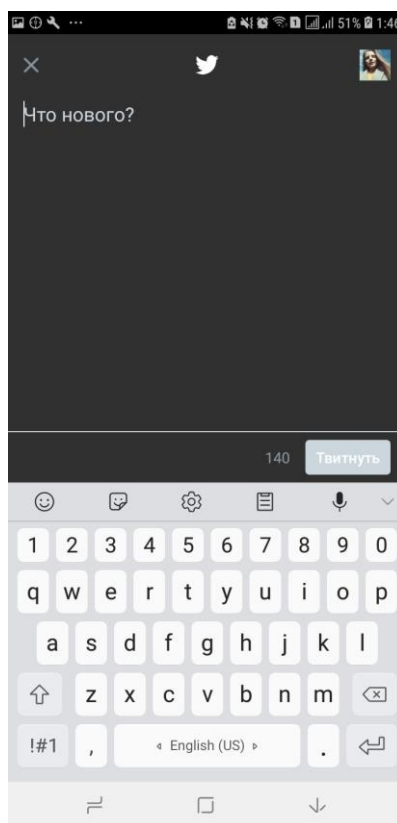 51% 1:46
Что нового?
140 Твитнуть
1 2 3 4 5 6 7 8 9 0
q w e r t y u i o p
a s d f g h j k l
z x c v b n m
!#1 , English (US) .